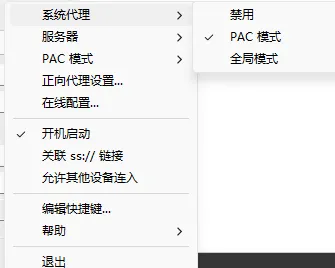 系统代理
服务器
PAC 模式
正向代理设置...
在线配置...
开机启动
关联 ss:// 链接
允许其他设备连入
编辑快捷键...
帮助
退出
禁用
PAC 模式
全局模式